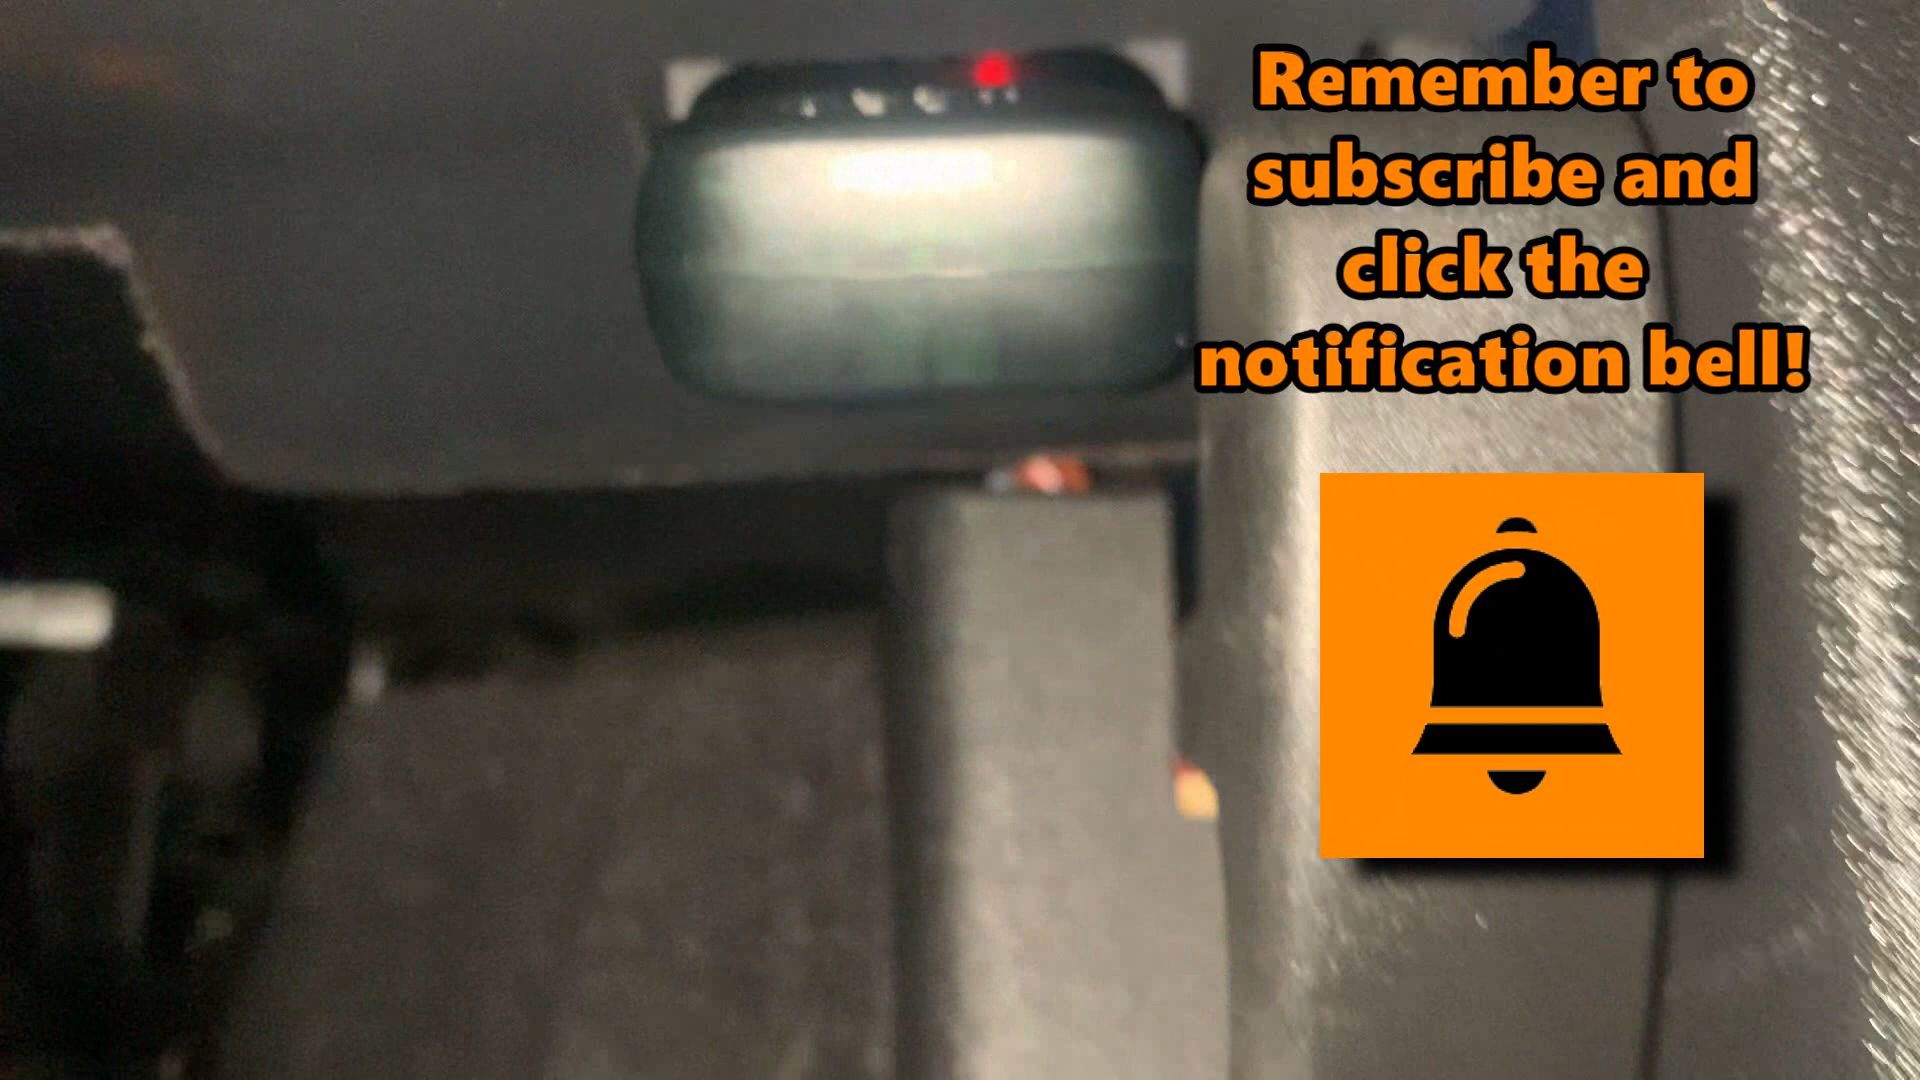 Remember to
subscribe and
click the
notification bell!